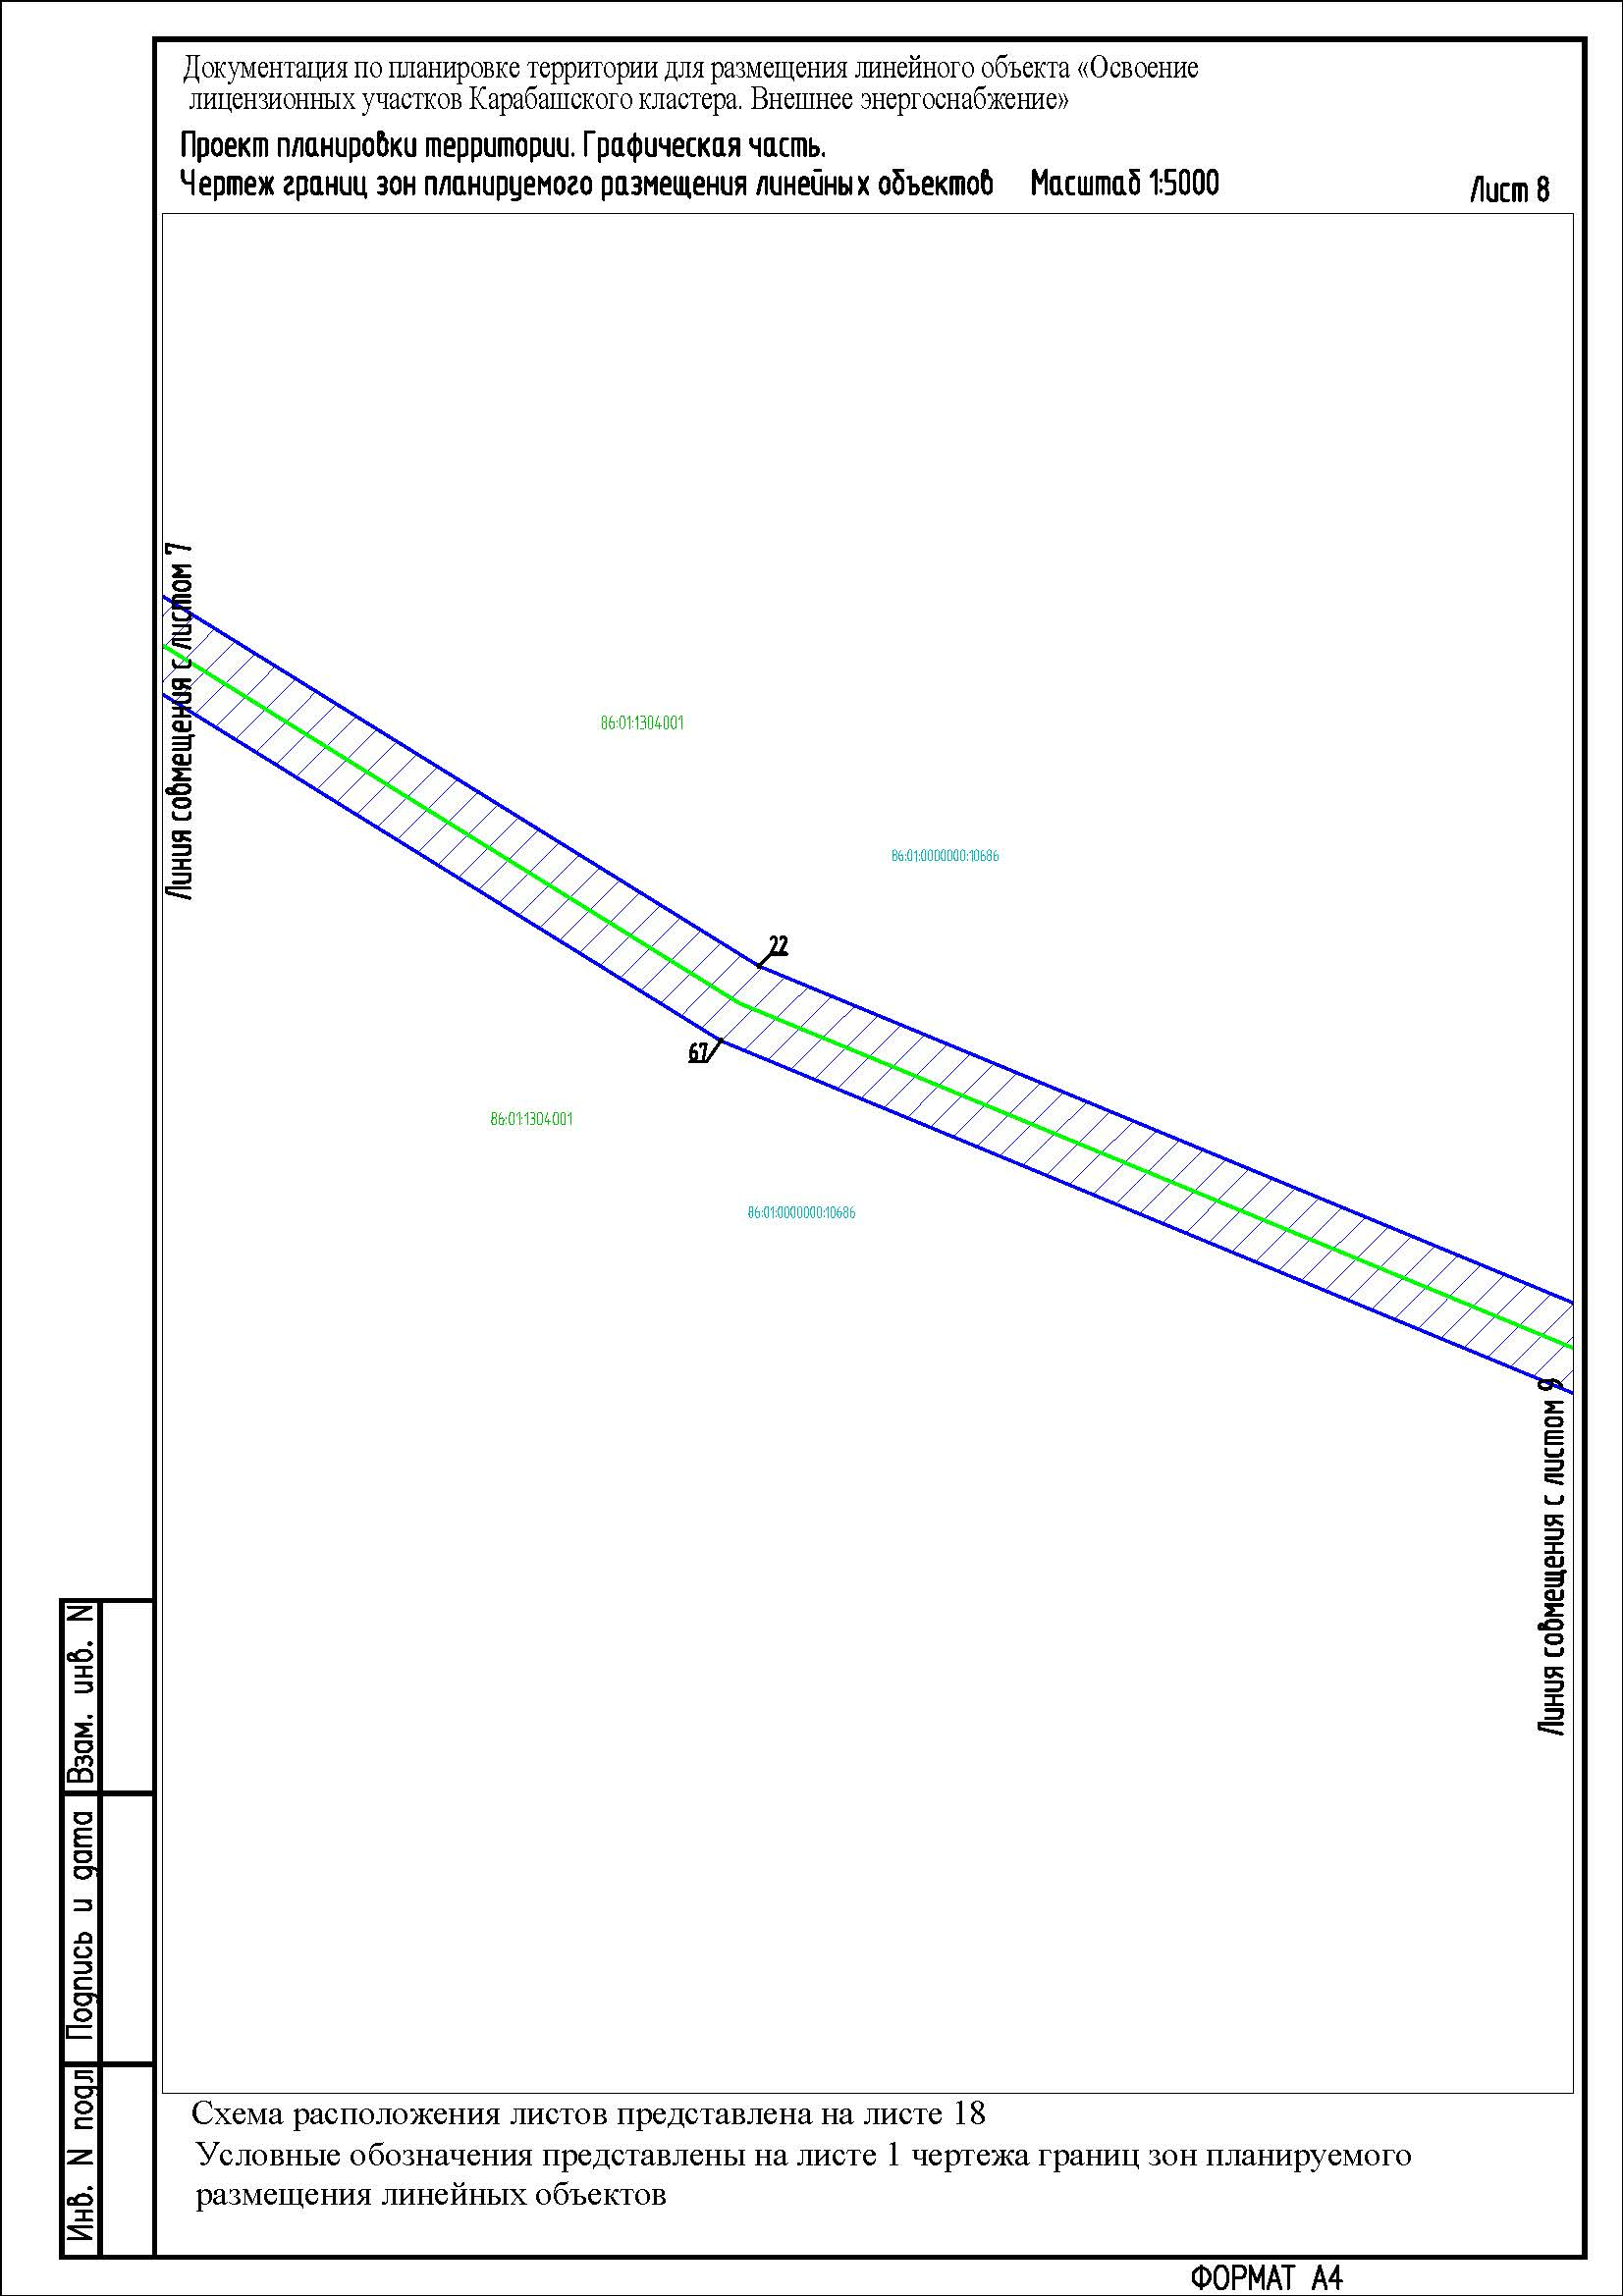 Документация по планировке территории для размещения линейного объекта «Освоение
лицензионных участков Карабашского кластера. Внешнее энергоснабжение»
Проект планировки территории. Графическая часть.
Чертеж границ зон планируемого размещения линейных объектов Масштаб 1:5000
Лист 8
Линия совмещения с листом 7
86:01:1304001
86:01:0000000:10686
22
67
86:01:1304001
86:01:0000000:10686
Линия совмещения с листом 9
Взам. инв. N
Подпись и дата
Инв. N подл
Схема расположения листов представлена на листе 18
Условные обозначения представлены на листе 1 чертежа границ зон планируемого
размещения линейных объектов
ФОРМАТ А4